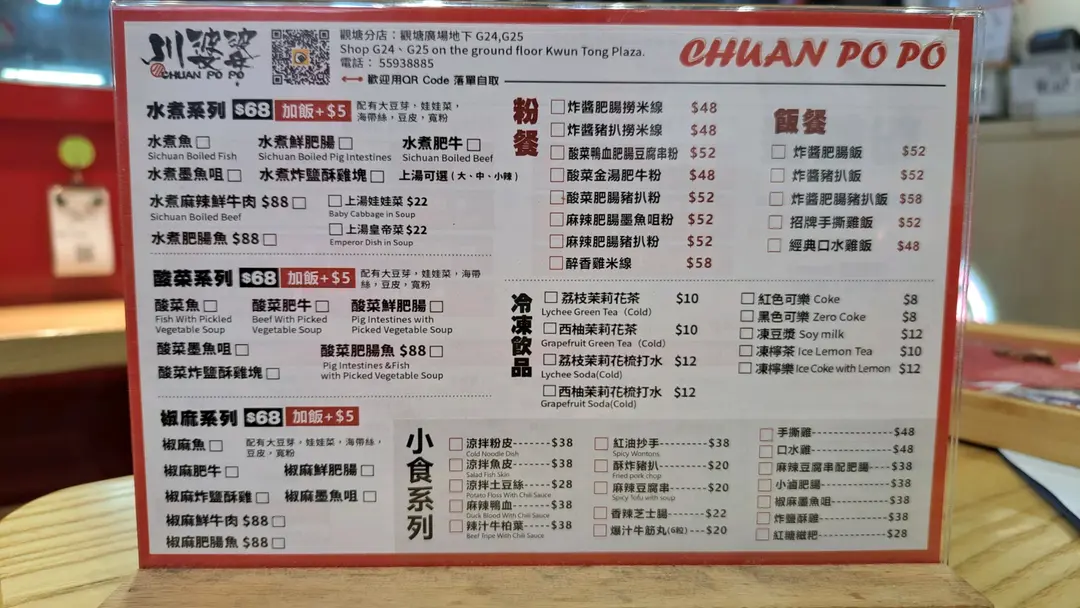 川婆婆
CHUAN PO PO
觀塘分店：觀塘廣場地下 G24,G25
Shop G24、G25 on the ground floor Kwun Tong Plaza.
電話： 55938885
歡迎用QR Code 落單自取
CHUAN PO PO
水煮系列 $68 加飯+$5 配有大豆芽，娃娃菜，
海帶絲，豆皮，寬粉
水煮魚 水煮鮮肥腸 水煮肥牛
Sichuan Boiled Fish Sichuan Boiled Pig Intestines Sichuan Boiled Beef
水煮墨魚咀 水煮炸鹽酥雞塊 上湯可選 ( 大、中、小辣 )
水煮麻辣鮮牛肉 $88 上湯娃娃菜 $22
Sichuan Boiled Beef Baby Cabbage in Soup
水煮肥腸魚 $88 上湯皇帝菜 $22
Emperor Dish in Soup
酸菜系列 $68 加飯+$5 配有大豆芽，娃娃菜，海帶
絲，豆皮，寬粉
酸菜魚 酸菜肥牛 酸菜鮮肥腸
Fish With Pickled Beef With Pickled Pig Intestines with
Vegetable Soup Vegetable Soup Picked Vegetable Soup
酸菜墨魚咀 酸菜肥腸魚 $88
Pig Intestines &Fish
酸菜炸鹽酥雞塊 with Picked Vegetable Soup
椒麻系列 $68 加飯+$5
椒麻魚 配有大豆芽，娃娃菜，海帶絲，
豆皮，寬粉
椒麻肥牛 椒麻鮮肥腸
椒麻炸鹽酥雞 椒麻墨魚咀
椒麻鮮牛肉 $88
椒麻肥腸魚 $88
粉餐
炸醬肥腸撈米線 $48
炸醬豬扒撈米線 $48
酸菜鴨血肥腸豆腐串粉 $52
酸菜金湯肥牛粉 $48
酸菜肥腸豬扒粉 $52
麻辣肥腸墨魚咀粉 $52
麻辣肥腸豬扒粉 $52
醉香雞米線 $58
飯餐
炸醬肥腸飯 $52
炸醬豬扒飯 $52
炸醬肥腸豬扒飯 $58
招牌手撕雞飯 $52
經典口水雞飯 $48
冷凍飲品
荔枝茉莉花茶 $10
Lychee Green Tea（Cold）
西柚茉莉花茶 $10
Grapefruit Green Tea（Cold）
荔枝茉莉花梳打水 $12
Lychee Soda(Cold)
西柚茉莉花梳打水 $12
Grapefruit Soda(Cold)
紅色可樂 Coke $8
黑色可樂 Zero Coke $8
凍豆漿 Soy milk $12
凍檸茶 Ice Lemon Tea $10
凍檸樂 Ice Coke with Lemon $12
小食系列
涼拌粉皮-------$38
Cold Noodle Dish
涼拌魚皮-------$38
Salad Fish Skin
涼拌土豆絲----$28
Potato Floss With Chili Sauce
麻辣鴨血-------$38
Duck Blood With Chili Sauce
辣汁牛柏葉----$38
Beef Tripe With Chili Sauce
紅油抄手-------$38
Spicy Wontons
酥炸豬扒-------$20
Fried pork chop
麻辣豆腐串----$20
Spicy Tofu with soup
香辣芝士腸----$22
爆汁牛筋丸(6粒)---$20
手撕雞-----------$48
口水雞-----------$48
麻辣豆腐串配肥腸---$38
小滷肥腸---------$38
椒麻墨魚咀-------$38
炸鹽酥雞---------$38
紅糖糍粑---------$28